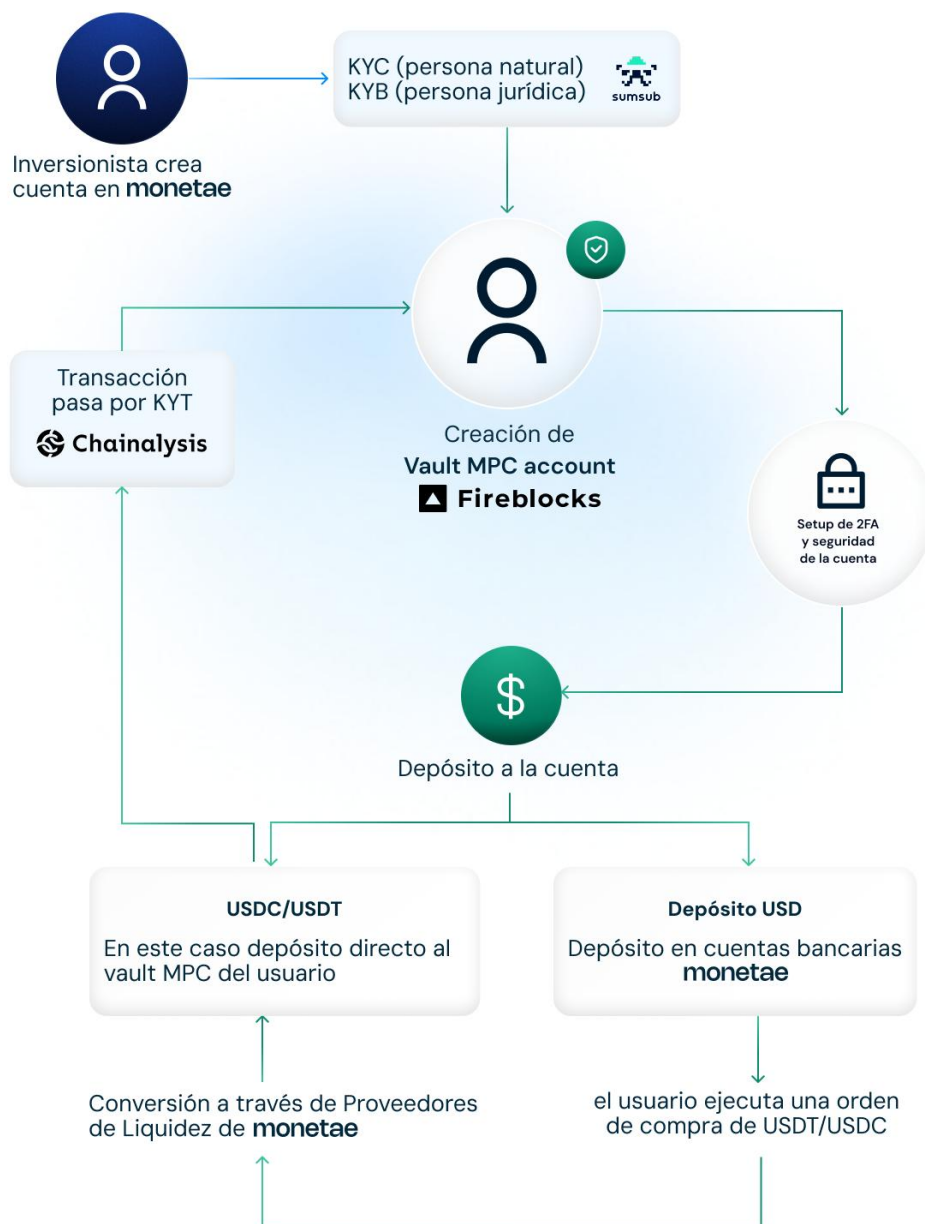 KYC (persona natural)
KYB (persona jurídica)
sumsub
Inversionista crea
cuenta en monetae
Transacción
pasa por KYT
Chainalysis
Creación de
Vault MPC account
Fireblocks
Setup de 2FA
y seguridad
de la cuenta
$
Depósito a la cuenta
USDC/USDT
En este caso depósito directo al
vault MPC del usuario
Depósito USD
Depósito en cuentas bancarias
monetae
Conversión a través de Proveedores
de Liquidez de monetae
el usuario ejecuta una orden
de compra de USDT/USDC